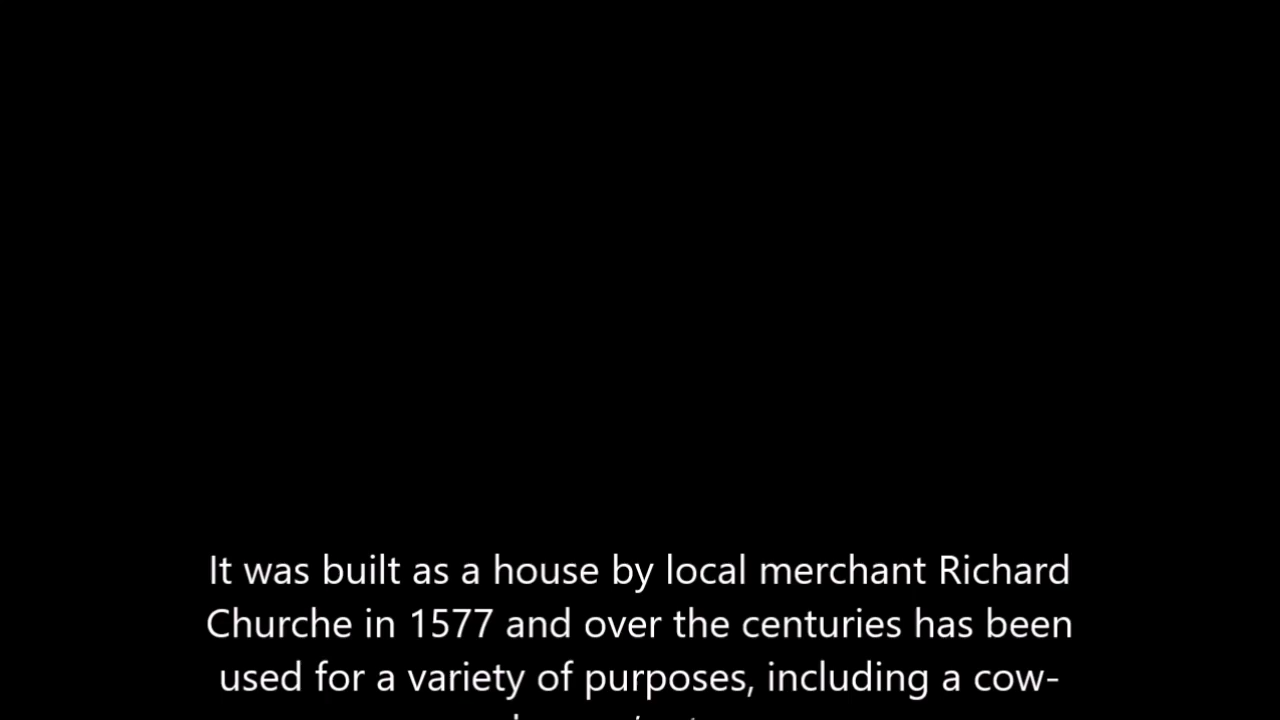 It was built as a house by local merchant Richard
Churche in 1577 and over the centuries has been
used for a variety of purposes, including a cow-